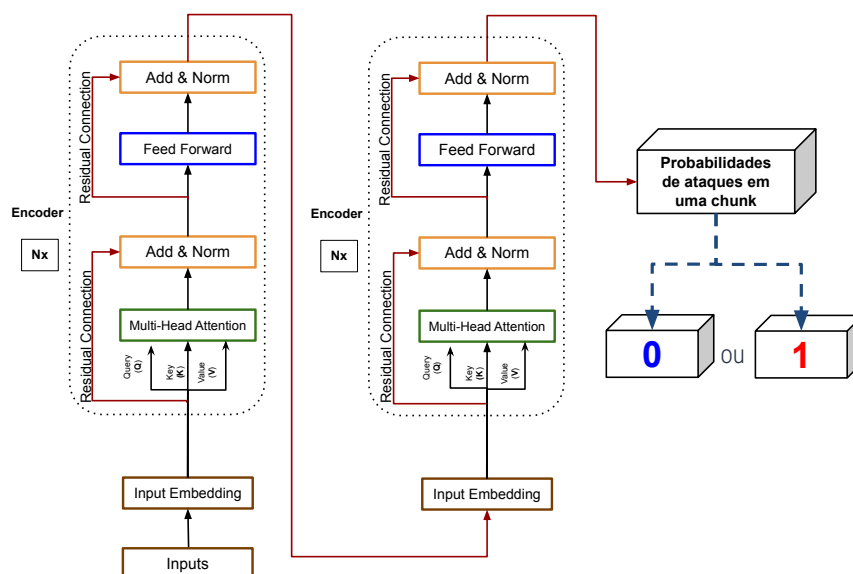 Add & Norm
Residual Connection
Feed Forward
Encoder
Nx
Add & Norm
Residual Connection
Multi-Head Attention
Query
(Q)
Key
(K)
Value
(V)
Input Embedding
Inputs
Add & Norm
Residual Connection
Feed Forward
Encoder
Nx
Add & Norm
Residual Connection
Multi-Head Attention
Query
(Q)
Key
(K)
Value
(V)
Input Embedding
Probabilidades
de ataques em
uma chunk
0 ou 1